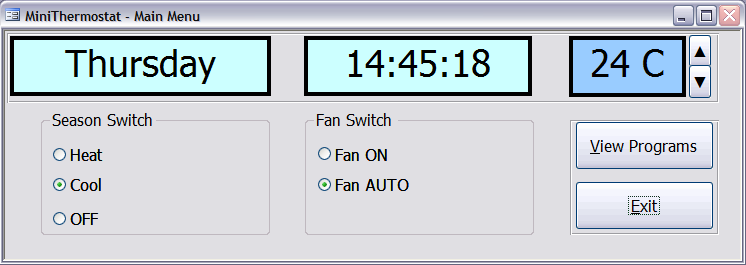 MiniThermostat - Main Menu
Thursday 14:45:18 24 C
Season Switch
Heat
Cool
OFF
Fan Switch
Fan ON
Fan AUTO
View Programs
Exit